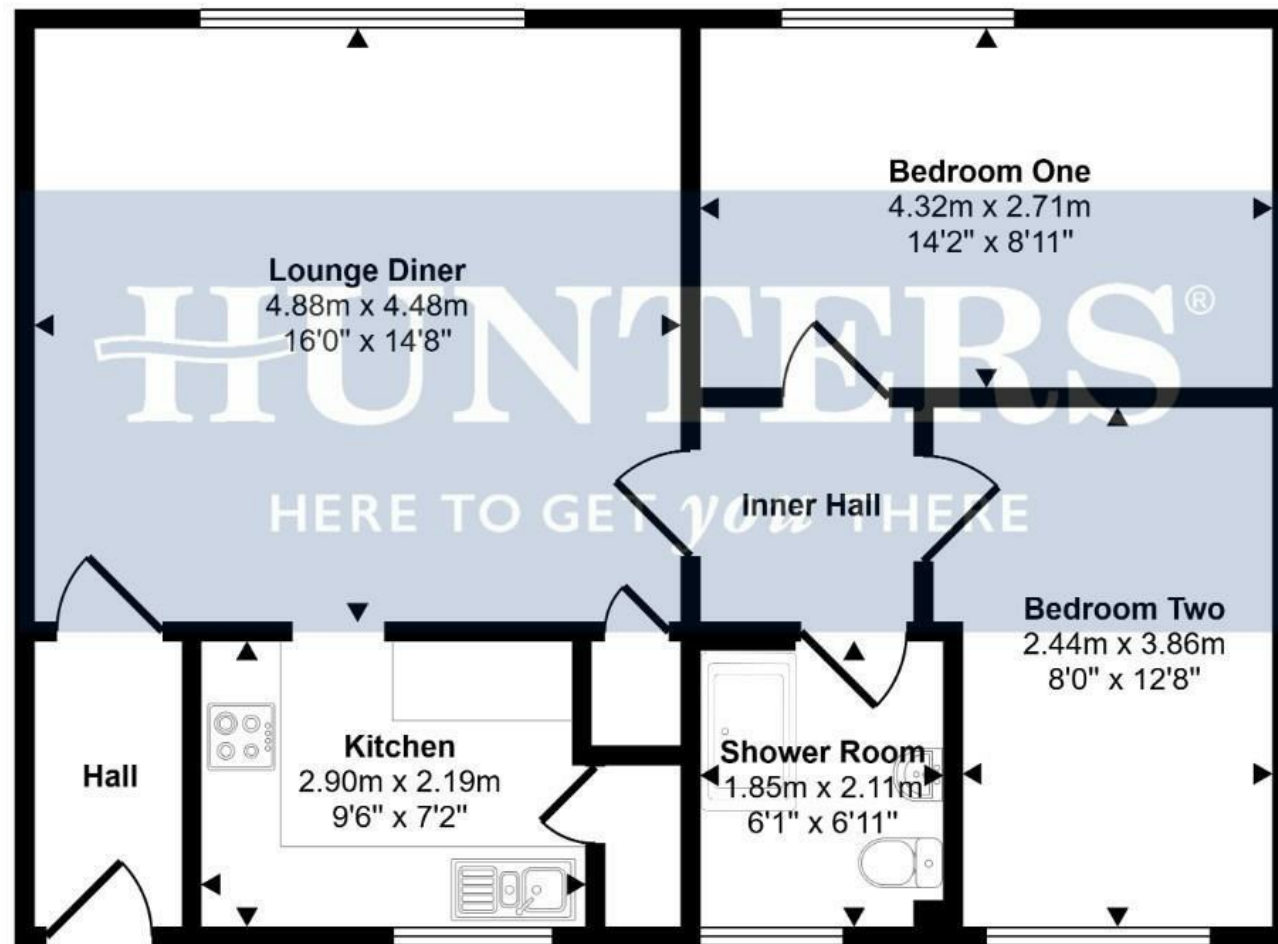 Bedroom One
4.32m x 2.71m
14'2" x 8'11"
Lounge Diner
4.88m x 4.48m
16'0" x 14'8"
HUNTERS®
HERE TO GET you THERE
Inner Hall
Bedroom Two
2.44m x 3.86m
8'0" x 12'8"
Hall
Kitchen
2.90m x 2.19m
9'6" x 7'2"
Shower Room
1.85m x 2.11m
6'1" x 6'11"